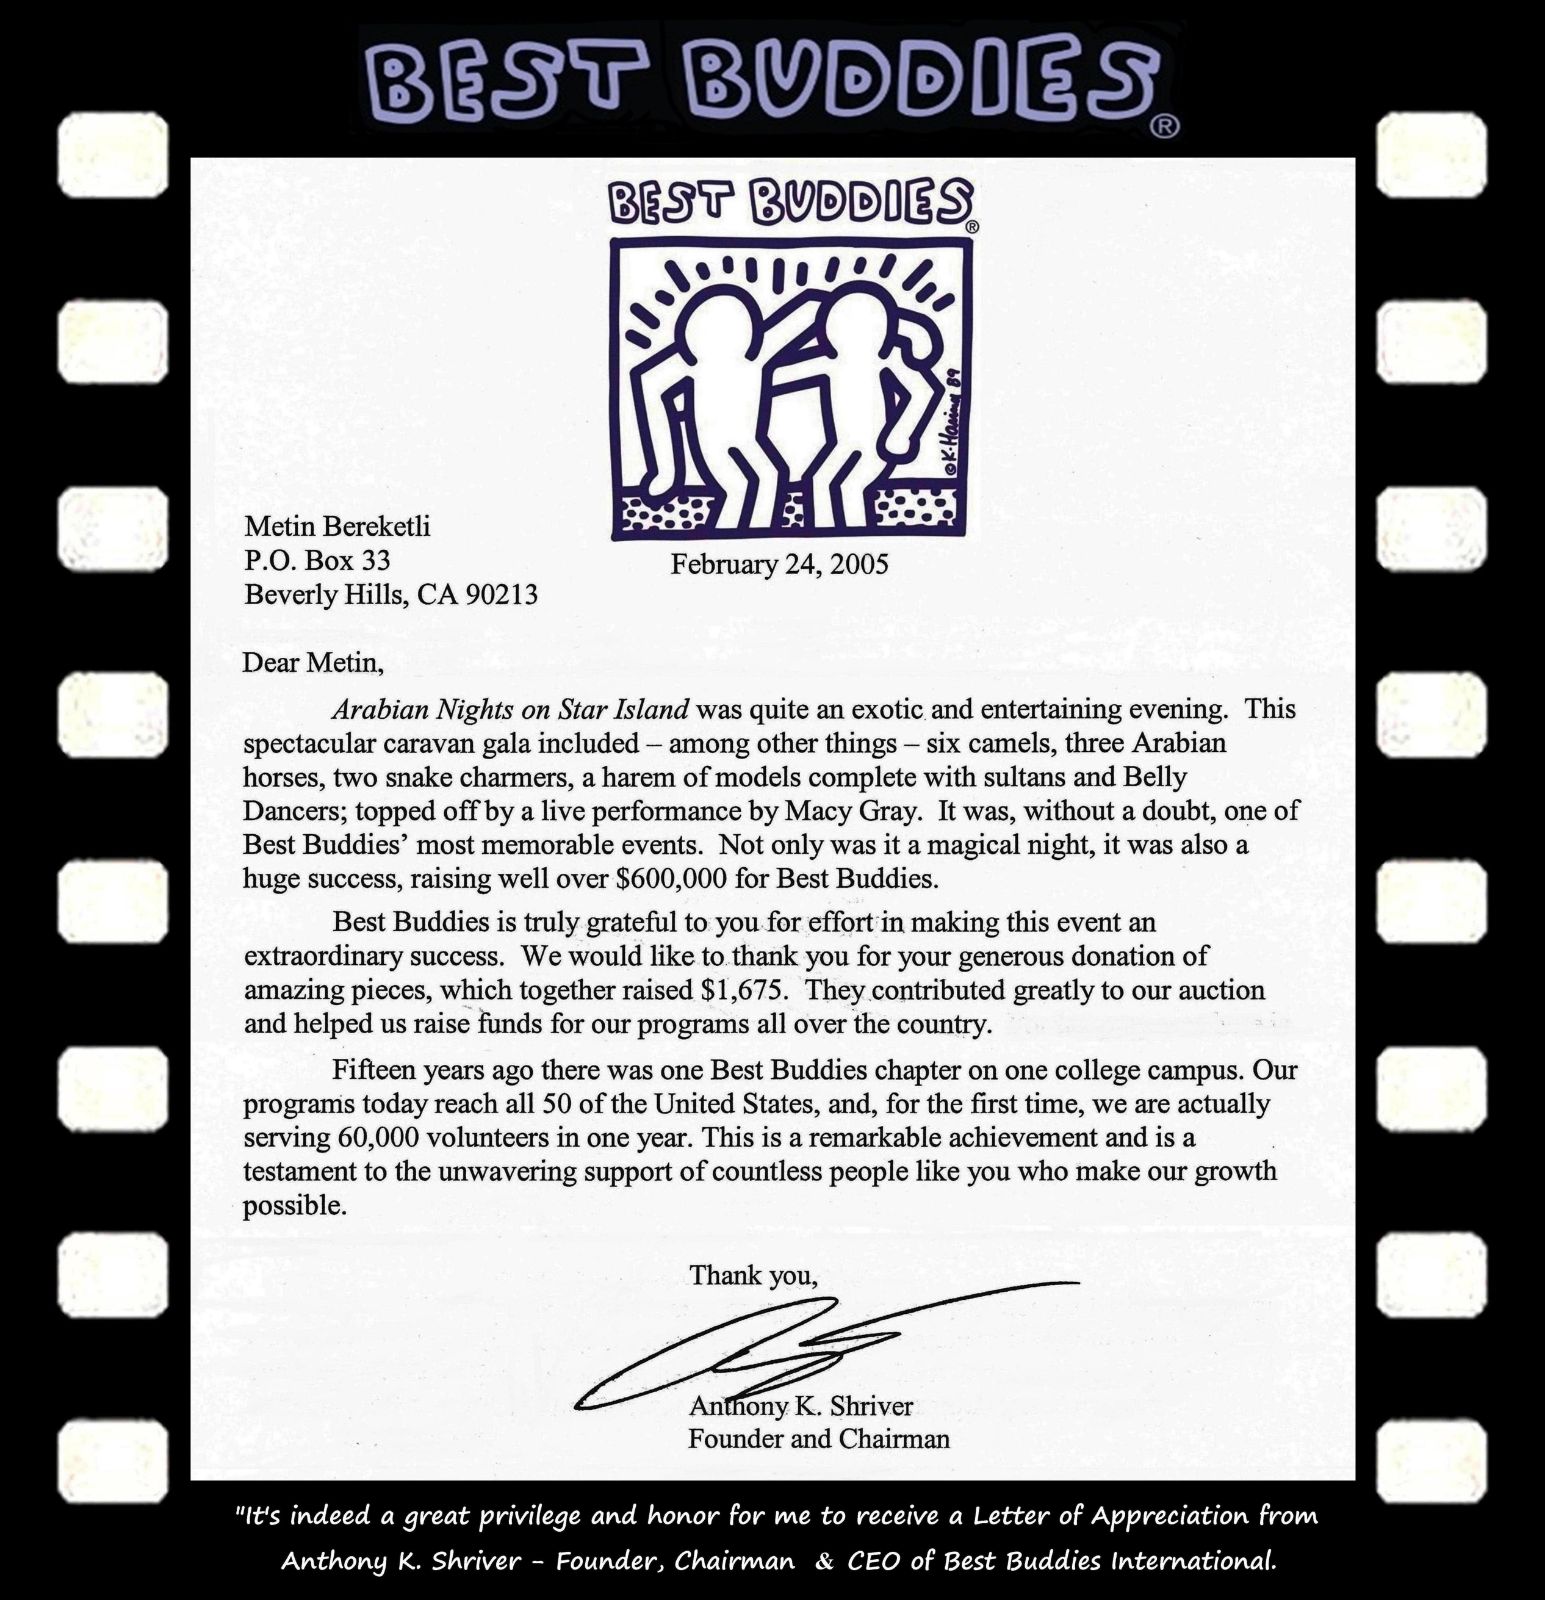 BEST BUDDIES®
BEST BUDDIES®
© K. Haring 89
Metin Bereketli
P.O. Box 33
Beverly Hills, CA 90213
February 24, 2005
Dear Metin,
Arabian Nights on Star Island was quite an exotic and entertaining evening. This
spectacular caravan gala included – among other things – six camels, three Arabian
horses, two snake charmers, a harem of models complete with sultans and Belly
Dancers; topped off by a live performance by Macy Gray. It was, without a doubt, one of
Best Buddies’ most memorable events. Not only was it a magical night, it was also a
huge success, raising well over $600,000 for Best Buddies.
Best Buddies is truly grateful to you for effort in making this event an
extraordinary success. We would like to thank you for your generous donation of
amazing pieces, which together raised $1,675. They contributed greatly to our auction
and helped us raise funds for our programs all over the country.
Fifteen years ago there was one Best Buddies chapter on one college campus. Our
programs today reach all 50 of the United States, and, for the first time, we are actually
serving 60,000 volunteers in one year. This is a remarkable achievement and is a
testament to the unwavering support of countless people like you who make our growth
possible.
Thank you,
Anthony K. Shriver
Founder and Chairman
"It's indeed a great privilege and honor for me to receive a Letter of Appreciation from
Anthony K. Shriver - Founder, Chairman & CEO of Best Buddies International.